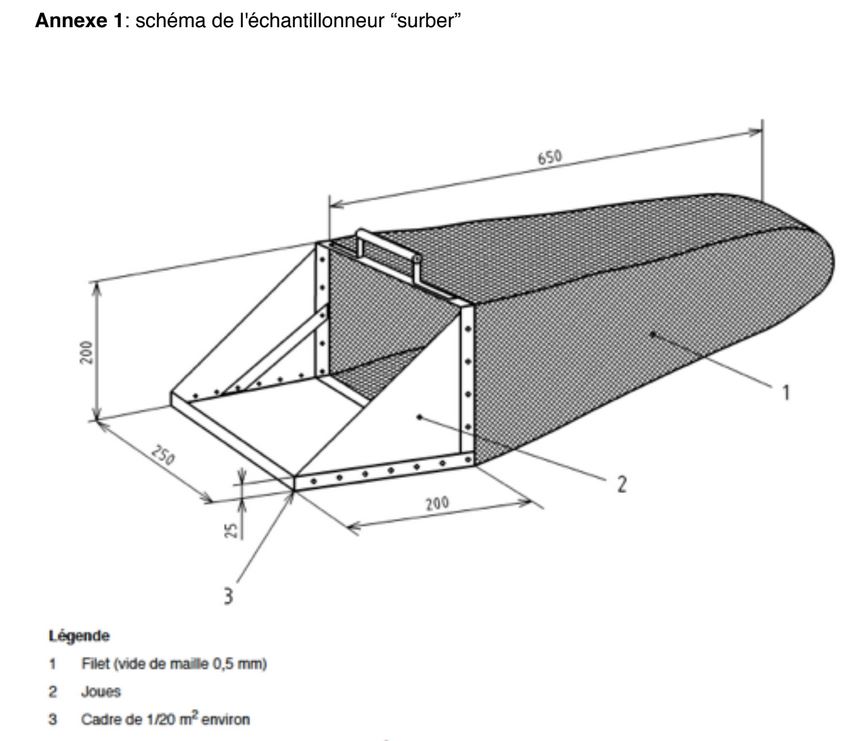 Annexe 1: schéma de l'échantillonneur “surber”
650
200
250
25
200
1
2
3
Légende
1 Filet (vide de maille 0,5 mm)
2 Joues
3 Cadre de 1/20 m² environ